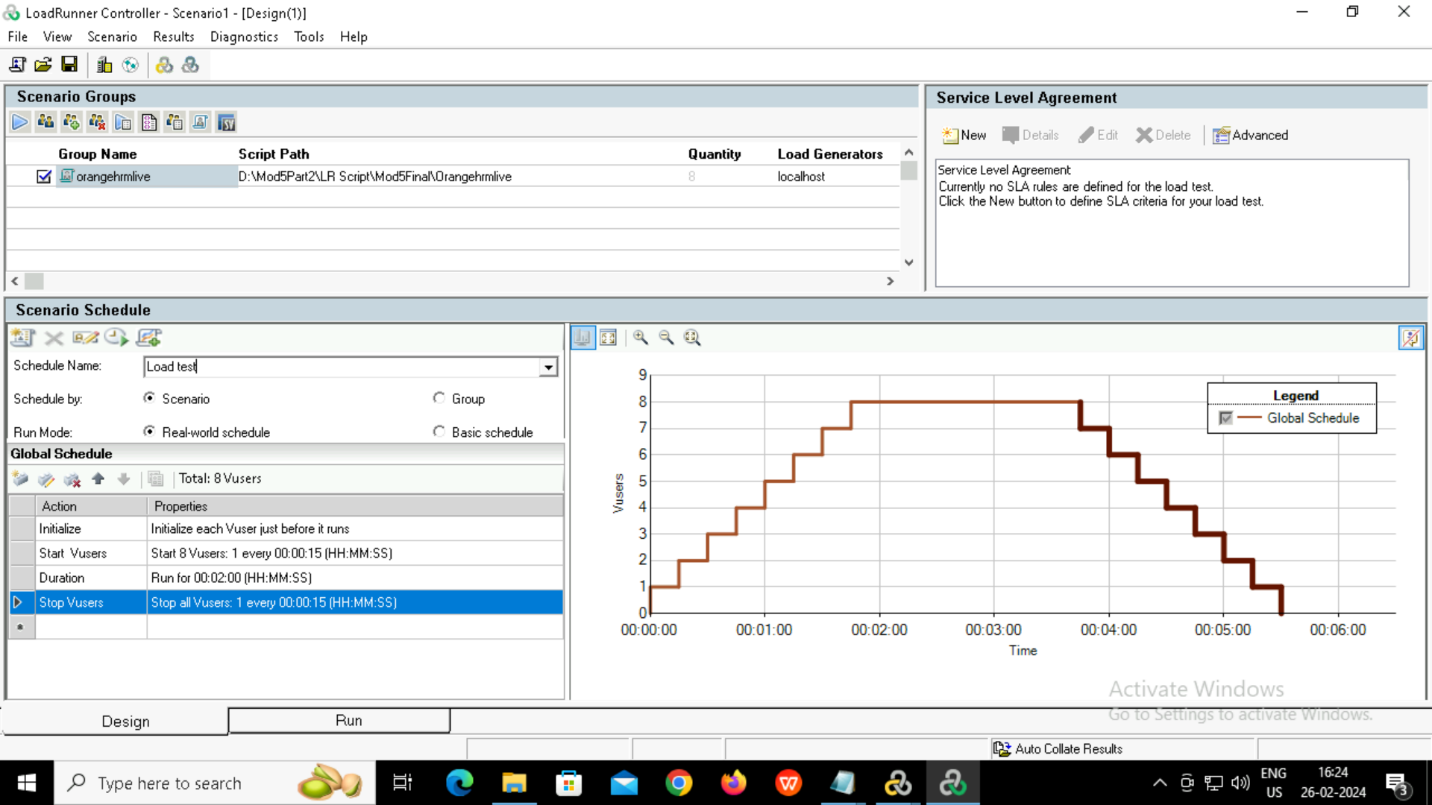 LoadRunner Controller - Scenario1 - [Design(1)]
File View Scenario Results Diagnostics Tools Help
Scenario Groups
Group Name Script Path Quantity Load Generators
orangehrmlive D:\Mod5Part2\LR Script\Mod5Final\Orangehrmlive 8 localhost
Service Level Agreement
New Details Edit Delete Advanced
Service Level Agreement
Currently no SLA rules are defined for the load test.
Click the New button to define SLA criteria for your load test.
Scenario Schedule
Schedule Name: Load test
Schedule by: Scenario Group
Run Mode: Real-world schedule Basic schedule
Global Schedule
Total: 8 Vusers
Action Properties
Initialize Initialize each Vuser just before it runs
Start Vusers Start 8 Vusers: 1 every 00:00:15 (HH:MM:SS)
Duration Run for 00:02:00 (HH:MM:SS)
Stop Vusers Stop all Vusers: 1 every 00:00:15 (HH:MM:SS)
*
9
8
7
6
5
4
3
2
1
0
Vusers
00:00:00 00:01:00 00:02:00 00:03:00 00:04:00 00:05:00 00:06:00
Time
Legend
Global Schedule
Activate Windows
Go to Settings to activate Windows.
Design Run
Auto Collate Results
Type here to search
W
ENG
US
16:24
26-02-2024
3